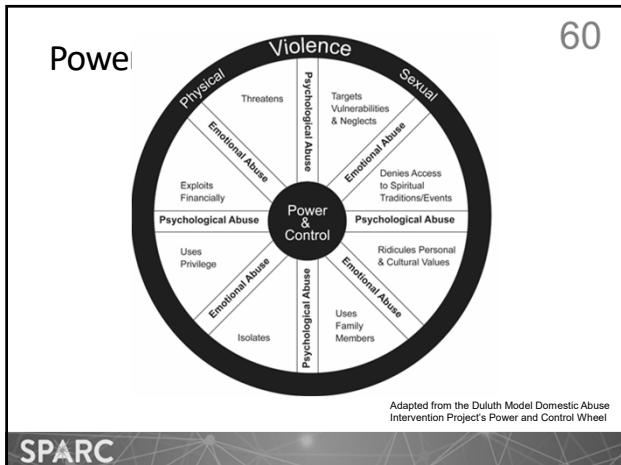 60
Power
Physical
Violence
Sexual
Threatens
Psychological Abuse
Targets
Vulnerabilities
& Neglects
Emotional Abuse
Emotional Abuse
Exploits
Financially
Denies Access
to Spiritual
Traditions/Events
Psychological Abuse
Power
&
Control
Psychological Abuse
Uses
Privilege
Ridicules Personal
& Cultural Values
Emotional Abuse
Emotional Abuse
Isolates
Psychological Abuse
Uses
Family
Members
Adapted from the Duluth Model Domestic Abuse
Intervention Project's Power and Control Wheel
SPARC